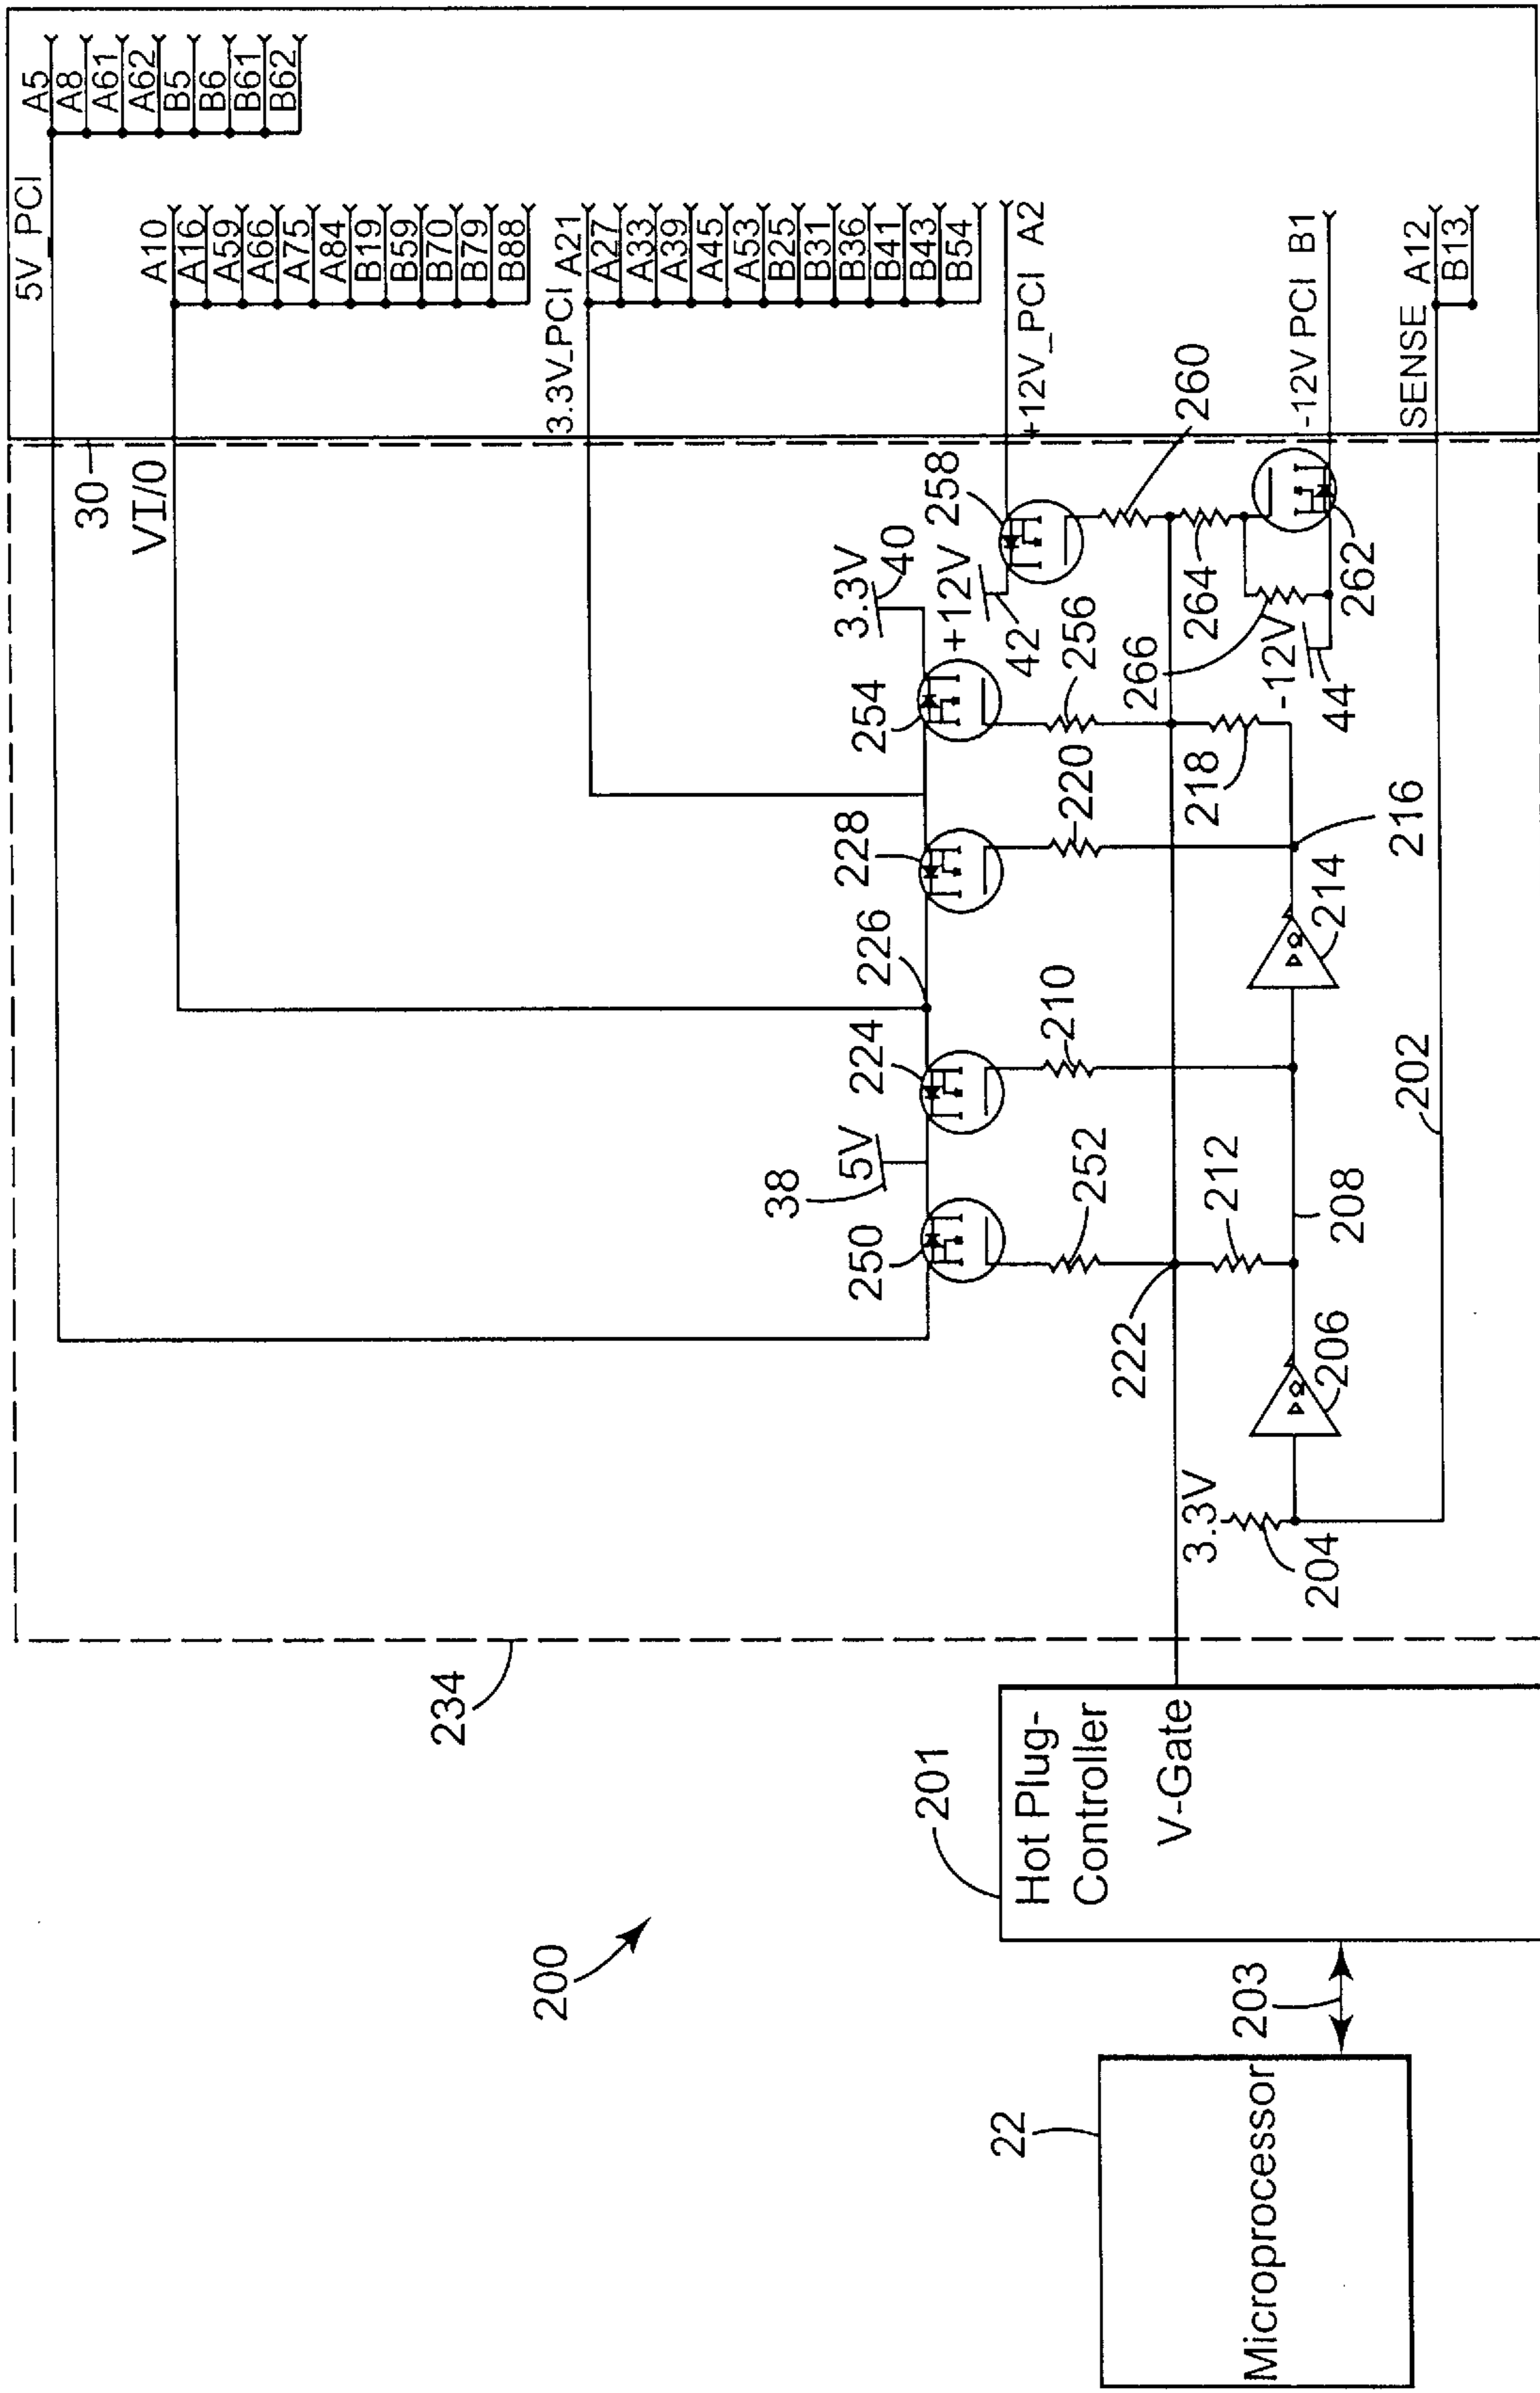 5V_PCI
A5
A8
A61
A62
B5
B6
B61
B62
30
VI/0
A10
A16
A59
A66
A75
A84
B19
B59
B70
B79
B88
3.3V_PCI
A21
A27
A33
A39
A45
A53
B25
B31
B36
B41
B43
B54
+12V_PCI
A2
-12V PCI
B1
SENSE
A12
B13
234
38
5V
250
224
226
228
254
3.3V
40
+12V
42
258
260
252
210
220
256
222
212
218
266
264
-12V
44
262
3.3V
204
206
208
214
216
202
200
201
Hot Plug-
Controller
V-Gate
203
22
Microprocessor